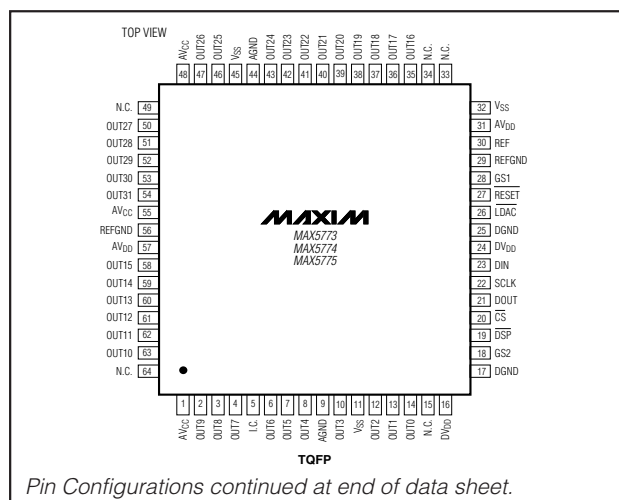 TOP VIEW
AVCC
OUT26
OUT25
VSS
AGND
OUT24
OUT23
OUT22
OUT21
OUT20
OUT19
OUT18
OUT17
OUT16
N.C.
N.C.
48 47 46 45 44 43 42 41 40 39 38 37 36 35 34 33
N.C. 49
OUT27 50
OUT28 51
OUT29 52
OUT30 53
OUT31 54
AVCC 55
REFGND 56
AVDD 57
OUT15 58
OUT14 59
OUT13 60
OUT12 61
OUT11 62
OUT10 63
N.C. 64
MAXIM
MAX5773
MAX5774
MAX5775
32 VSS
31 AVDD
30 REF
29 REFGND
28 GS1
27 RESET
26 LDAC
25 DGND
24 DVDD
23 DIN
22 SCLK
21 DOUT
20 CS
19 DSP
18 GS2
17 DGND
1 2 3 4 5 6 7 8 9 10 11 12 13 14 15 16
AVCC
OUT9
OUT8
OUT7
I.C.
OUT6
OUT5
OUT4
AGND
OUT3
VSS
OUT2
OUT1
OUT0
N.C.
DVDD
TQFP
Pin Configurations continued at end of data sheet.